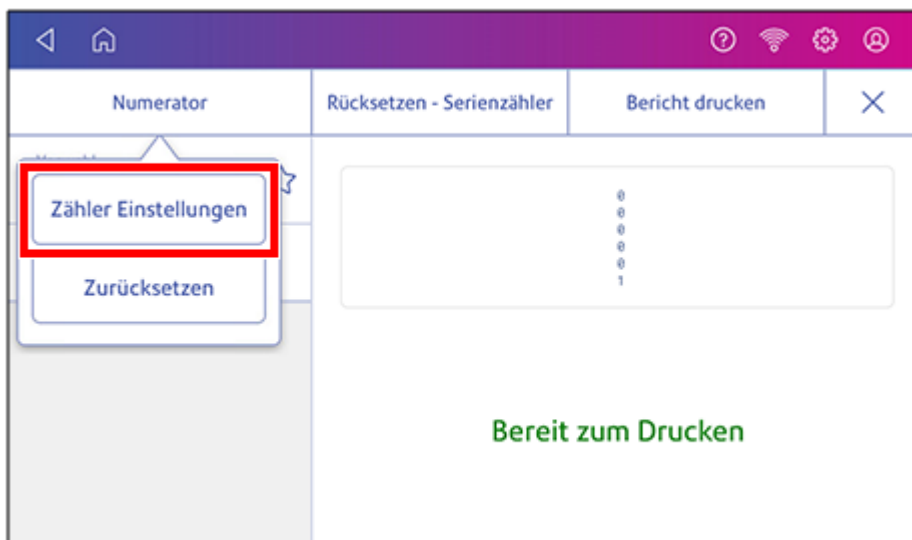 Numerator
Rücksetzen - Serienzähler
Bericht drucken
Zähler Einstellungen
Zurücksetzen
0
0
0
0
0
1
Bereit zum Drucken